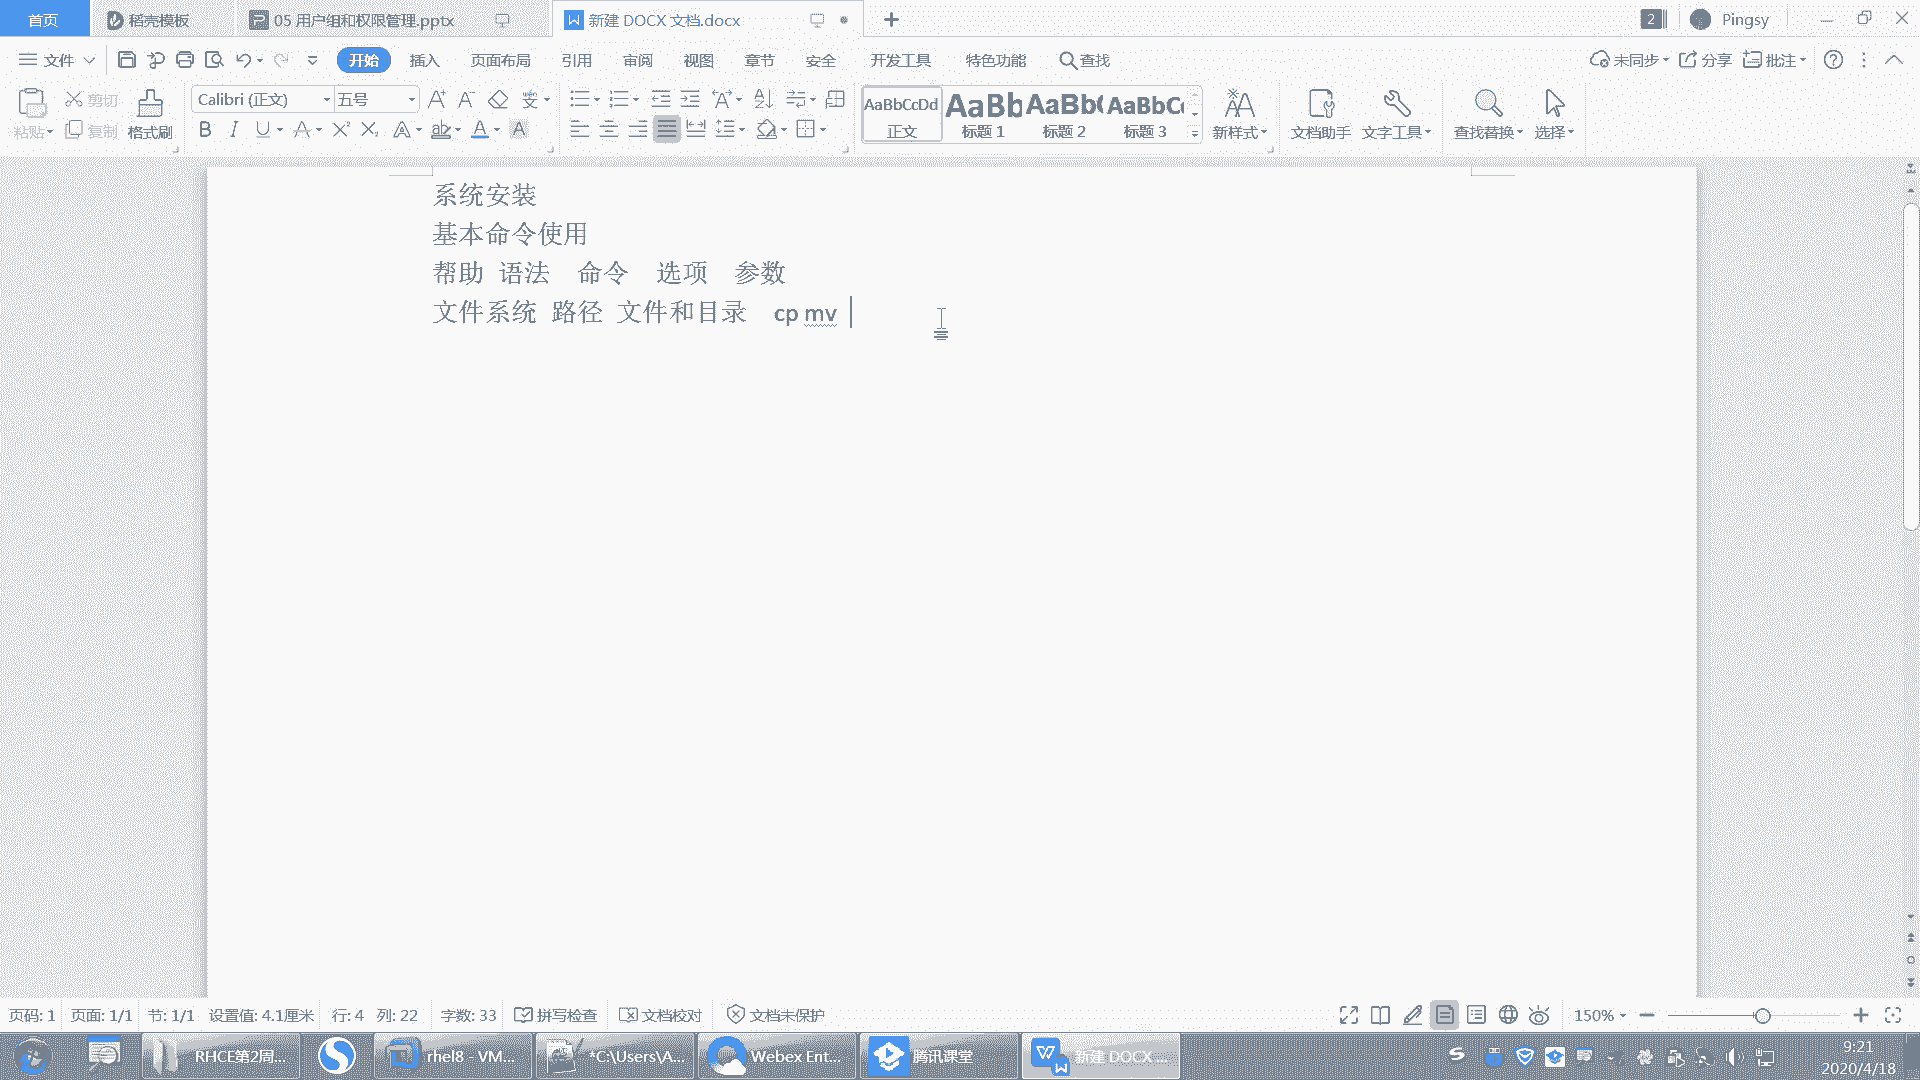 首页 稻壳模板 05 用户组和权限管理.pptx 新建 DOCX 文档.docx 2 Pingsy
文件 开始 插入 页面布局 引用 审阅 视图 章节 安全 开发工具 特色功能 查找 未同步 分享 批注
粘贴 剪切 复制 格式刷 Calibri (正文) 五号 AaBbCcDd AaBb AaBb( AaBbC
正文 标题 1 标题 2 标题 3 新样式 文档助手 文字工具 查找替换 选择
系统安装
基本命令使用
帮助 语法 命令 选项 参数
文件系统 路径 文件和目录 cp mv
页码: 1 页面: 1/1 节: 1/1 设置值: 4.1厘米 行: 4 列: 22 字数: 33 拼写检查 文档校对 文档未保护 150%
RHCE第2周... rhel8 - VM... *C:\Users\A... Webex Ent... 腾讯课堂 新建 DOCX ... 9:21
2020/4/18